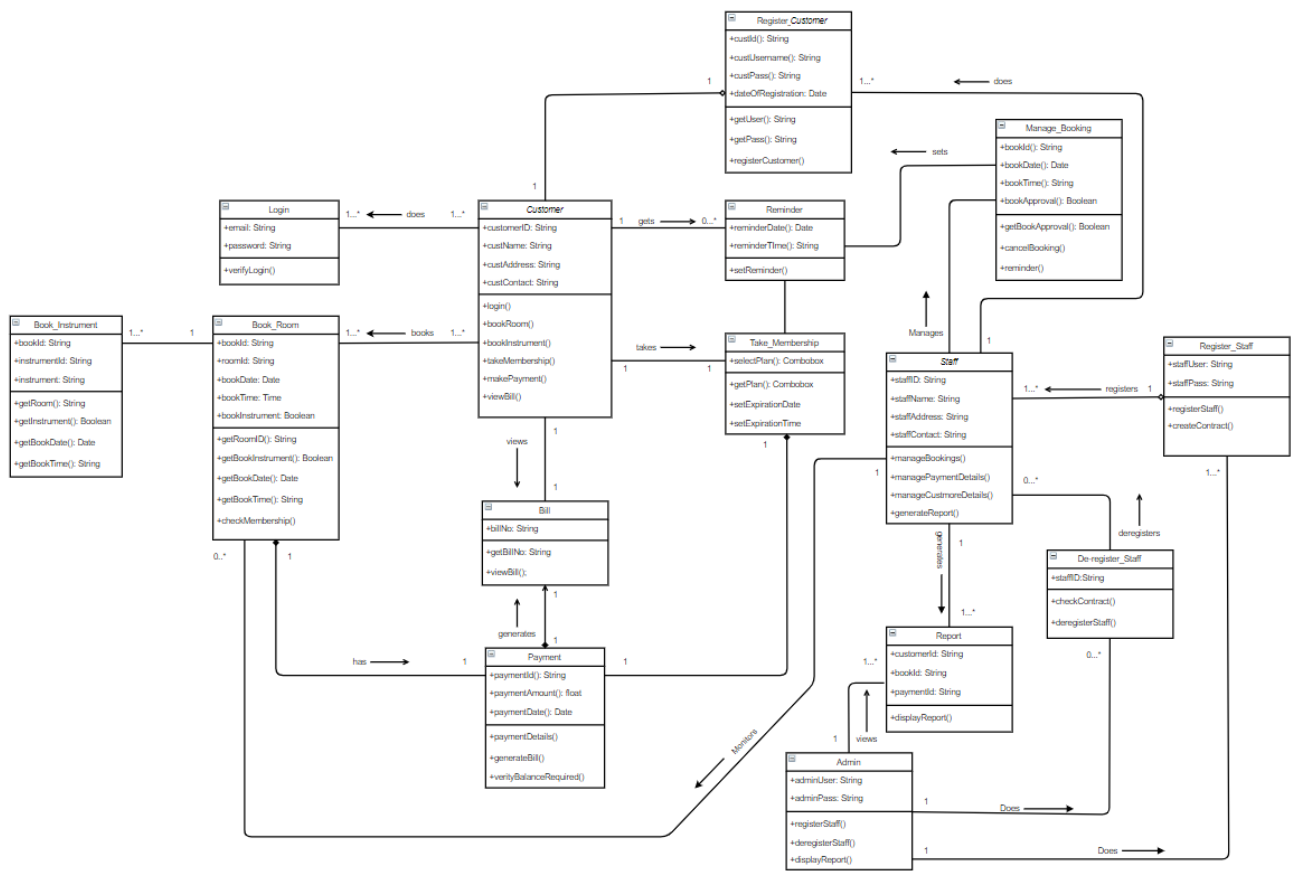 Register_Customer
+custId(): String
+custUsername(): String
+custPass(): String
+dateOfRegistration: Date
+getUser(): String
+getPass(): String
+registerCustomer()
1
1...*
does
1
Manage_Booking
+bookId(): String
+bookDate(): Date
+bookTime(): String
+bookApproval(): Boolean
+getBookApproval(): Boolean
+cancelBooking()
+reminder()
sets
Login
+email: String
+password: String
+verifyLogin()
1...*
does
1...*
Customer
+customerID: String
+custName: String
+custAddress: String
+custContact: String
+login()
+bookRoom()
+bookInstrument()
+takeMembership()
+makePayment()
+viewBill()
1
gets
0...*
Reminder
+reminderDate(): Date
+reminderTIme(): String
+setReminder()
Book_Instrument
+bookId: String
+instrumentId: String
+instrument: String
+getRoom(): String
+getInstrument(): Boolean
+getBookDate(): Date
+getBookTime(): String
1...*
1
Book_Room
+bookId: String
+roomId: String
+bookDate: Date
+bookTime: Time
+bookInstrument: Boolean
+getRoomID(): String
+getBookInstrument(): Boolean
+getBookDate(): Date
+getBookTime(): String
+checkMembership()
1...*
books
1...*
takes
1
1
Take_Membership
+selectPlan(): Combobox
+getPlan(): Combobox
+setExpirationDate
+setExpirationTime
1
Manages
1
Staff
+staffID: String
+staffName: String
+staffAddress: String
+staffContact: String
+manageBookings()
+managePaymentDetails()
+manageCustmoreDetails()
+generateReport()
1...*
registers
1
Register_Staff
+staffUser: String
+staffPass: String
+registerStaff()
+createContract()
1...*
1
views
1
Bill
+billNo: String
+getBillNo: String
+viewBill();
1
generates
1
1
0...*
deregisters
De-register_Staff
+staffID:String
+checkContract()
+deregisterStaff()
0...*
generates
1
1...*
0...*
1
has
1
Payment
+paymentId(): String
+paymentAmount(): float
+paymentDate(): Date
+paymentDetails()
+generateBill()
+verityBalanceRequired()
1
Monitors
Report
+customerId: String
+bookId: String
+paymentId: String
+displayReport()
1...*
1
views
Admin
+adminUser: String
+adminPass: String
+registerStaff()
+deregisterStaff()
+displayReport()
1
Does
1
Does